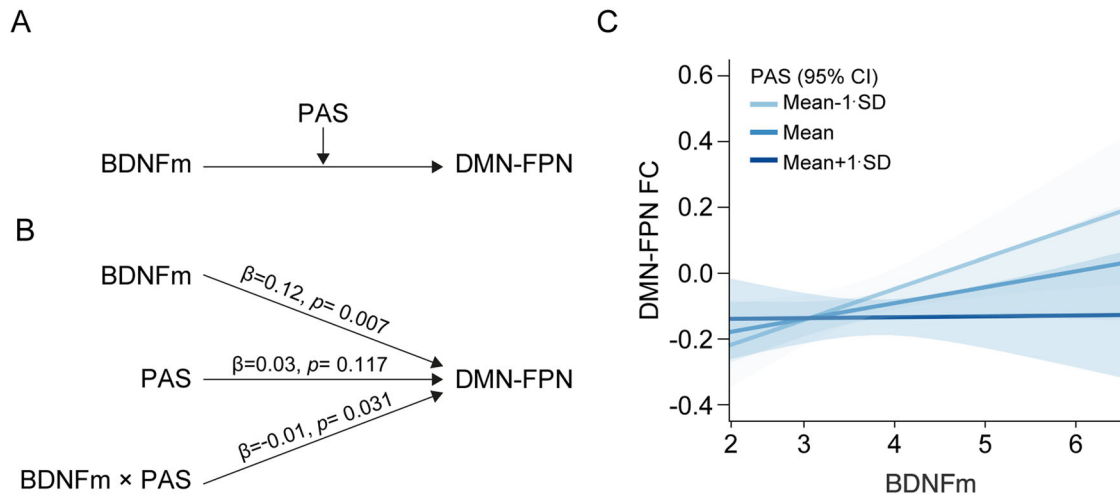 A
PAS
BDNFm
DMN-FPN
B
BDNFm
β=0.12, p= 0.007
PAS
β=0.03, p= 0.117
DMN-FPN
β=-0.01, p= 0.031
BDNFm × PAS
C
PAS (95% CI)
Mean-1·SD
Mean
Mean+1·SD
DMN-FPN FC
0.6
0.4
0.2
0.0
-0.2
-0.4
2 3 4 5 6
BDNFm